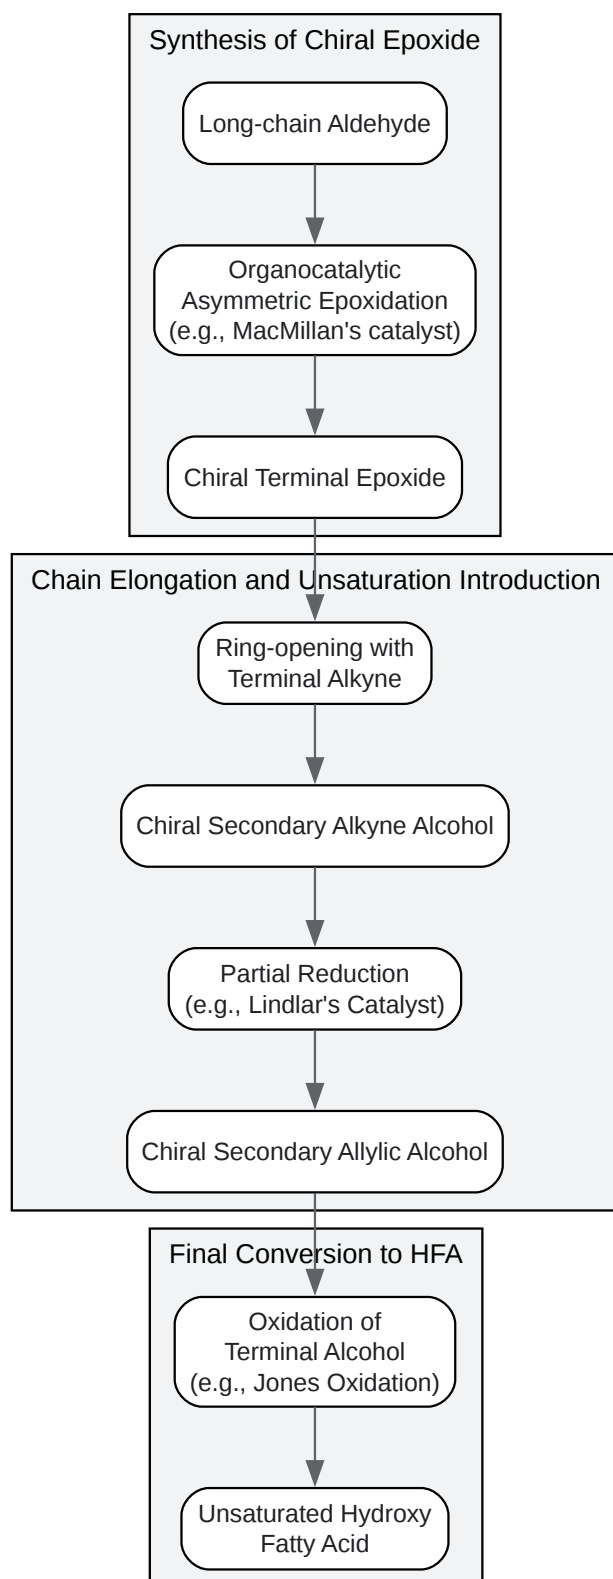 Synthesis of Chiral Epoxide
Long-chain Aldehyde
Organocatalytic
Asymmetric Epoxidation
(e.g., MacMillan's catalyst)
Chiral Terminal Epoxide
Chain Elongation and Unsaturation Introduction
Ring-opening with
Terminal Alkyne
Chiral Secondary Alkyne Alcohol
Partial Reduction
(e.g., Lindlar's Catalyst)
Chiral Secondary Allylic Alcohol
Final Conversion to HFA
Oxidation of
Terminal Alcohol
(e.g., Jones Oxidation)
Unsaturated Hydroxy
Fatty Acid